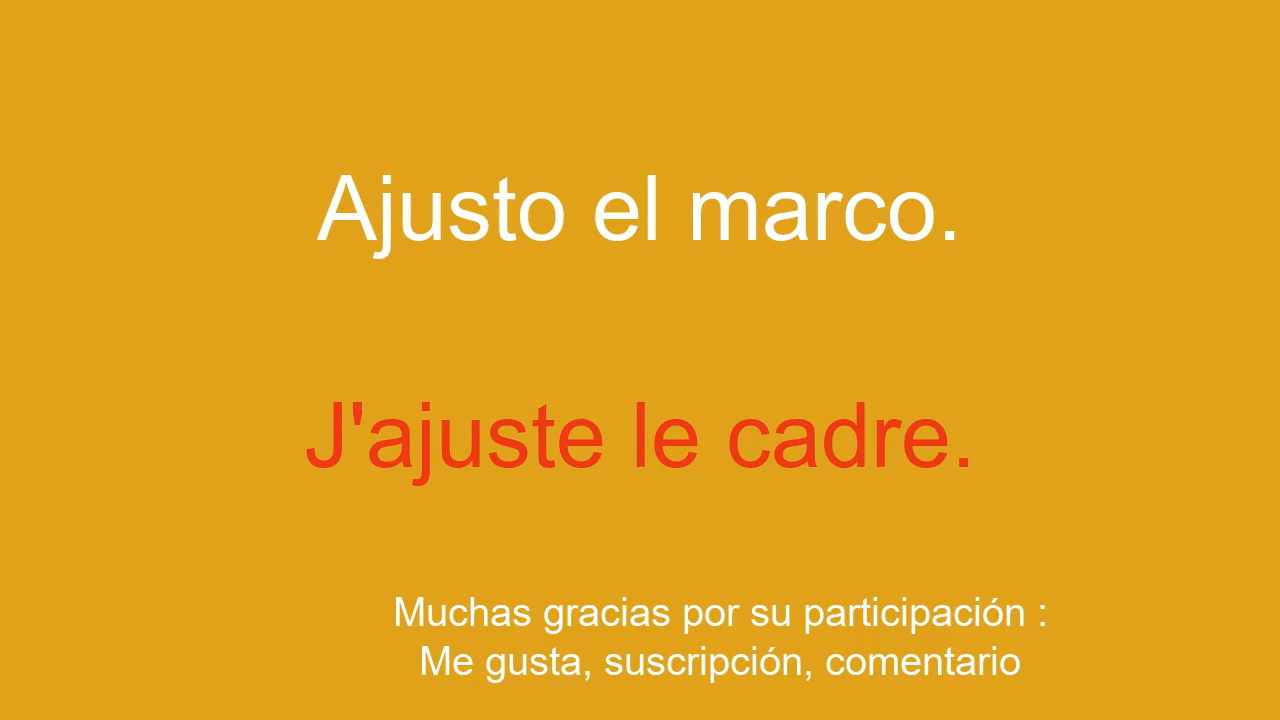 Ajusto el marco.
J'ajuste le cadre.
Muchas gracias por su participación :
Me gusta, suscripción, comentario